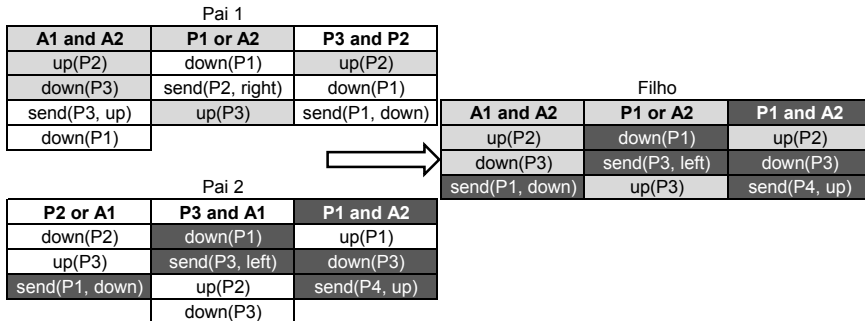 Pai 1
A1 and A2 P1 or A2 P3 and P2
up(P2) down(P1) up(P2)
down(P3) send(P2, right) down(P1)
send(P3, up) up(P3) send(P1, down)
down(P1)
Filho
A1 and A2 P1 or A2 P1 and A2
up(P2) down(P1) up(P2)
down(P3) send(P3, left) down(P3)
send(P1, down) up(P3) send(P4, up)
Pai 2
P2 or A1 P3 and A1 P1 and A2
down(P2) down(P1) up(P1)
up(P3) send(P3, left) down(P3)
send(P1, down) up(P2) send(P4, up)
down(P3)